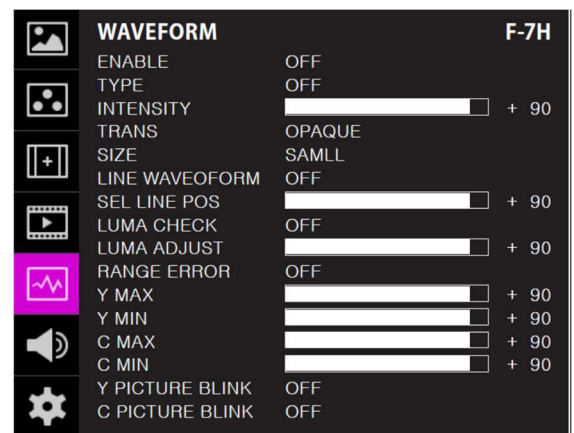 WAVEFORM F-7H
ENABLE OFF
TYPE OFF
INTENSITY + 90
TRANS OPAQUE
SIZE SAMLL
LINE WAVEOFORM OFF
SEL LINE POS + 90
LUMA CHECK OFF
LUMA ADJUST + 90
RANGE ERROR OFF
Y MAX + 90
Y MIN + 90
C MAX + 90
C MIN + 90
Y PICTURE BLINK OFF
C PICTURE BLINK OFF